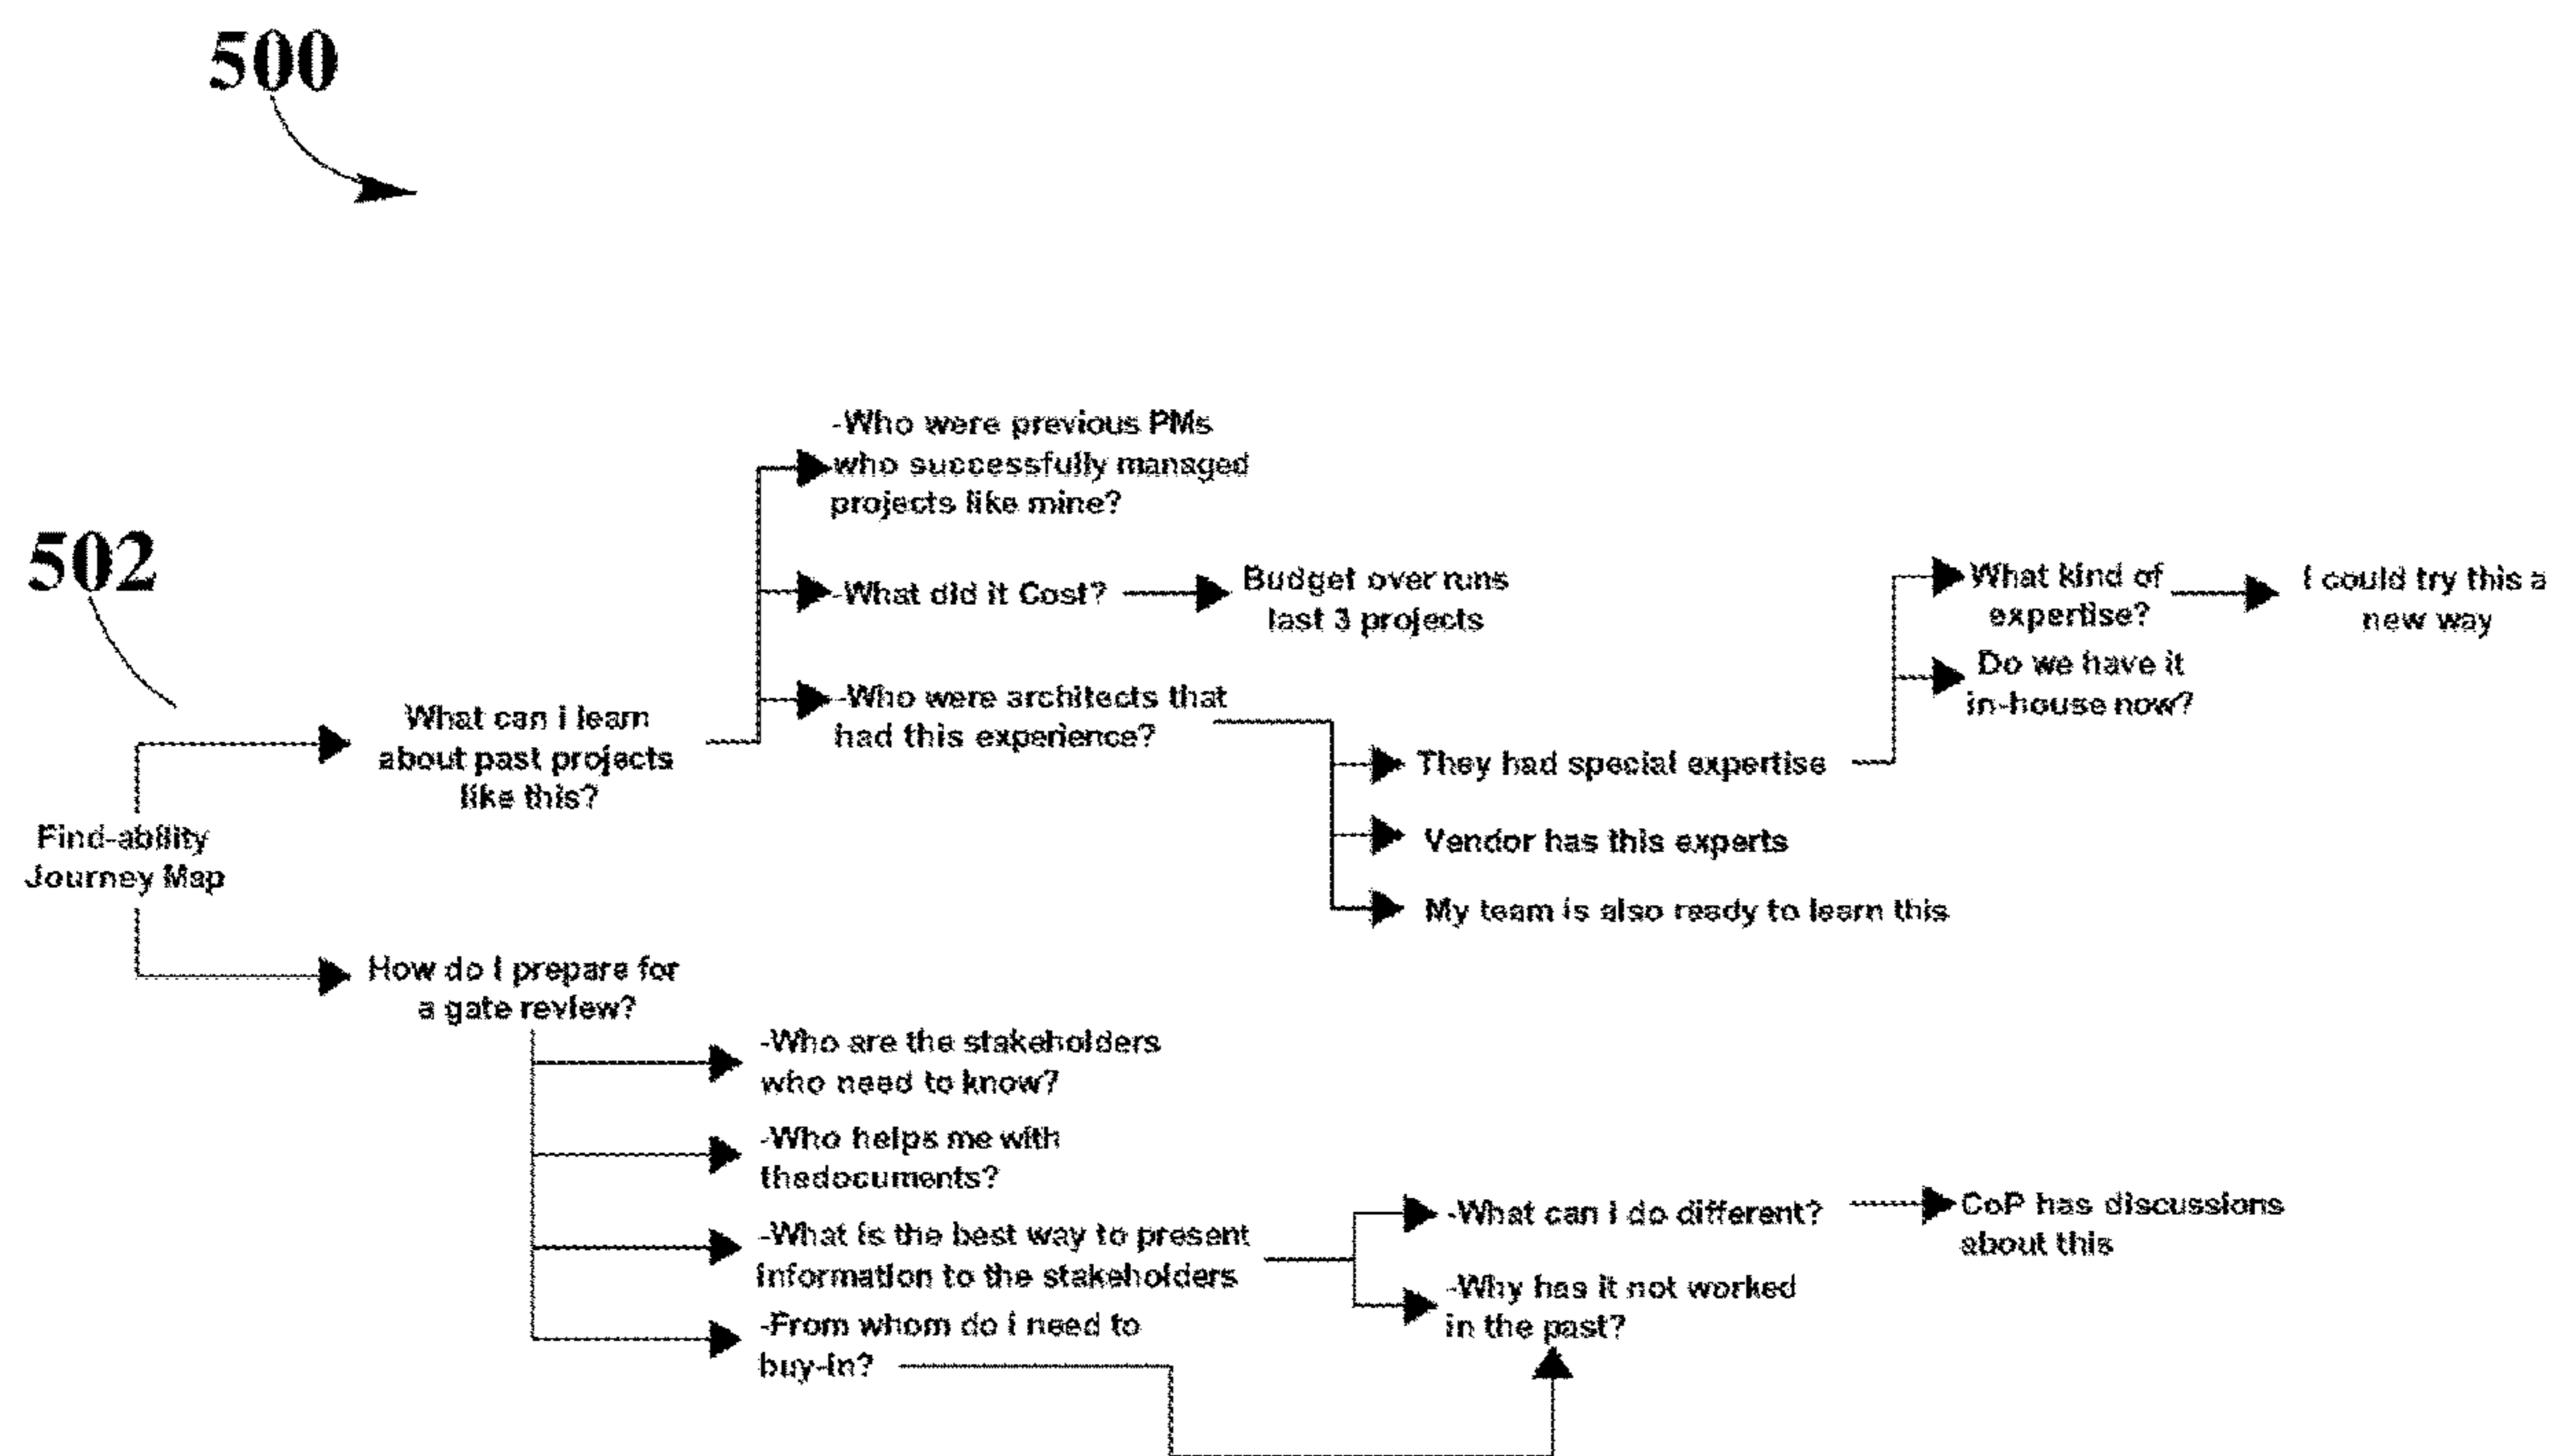 500
502
Find-ability
Journey Map
What can i learn
about past projects
like this?
-Who were previous PMs
who successfully managed
projects like mine?
-What did it Cost?
Budget over runs
last 3 projects
-Who were architects that
had this experience?
They had special expertise
What kind of
expertise?
I could try this a
new way
Do we have it
in-house now?
Vendor has this experts
My team is also ready to learn this
How do I prepare for
a gate review?
-Who are the stakeholders
who need to know?
-Who helps me with
thedocuments?
-What is the best way to present
information to the stakeholders
-What can i do different?
CoP has discussions
about this
-Why has it not worked
in the past?
-From whom do i need to
buy-in?